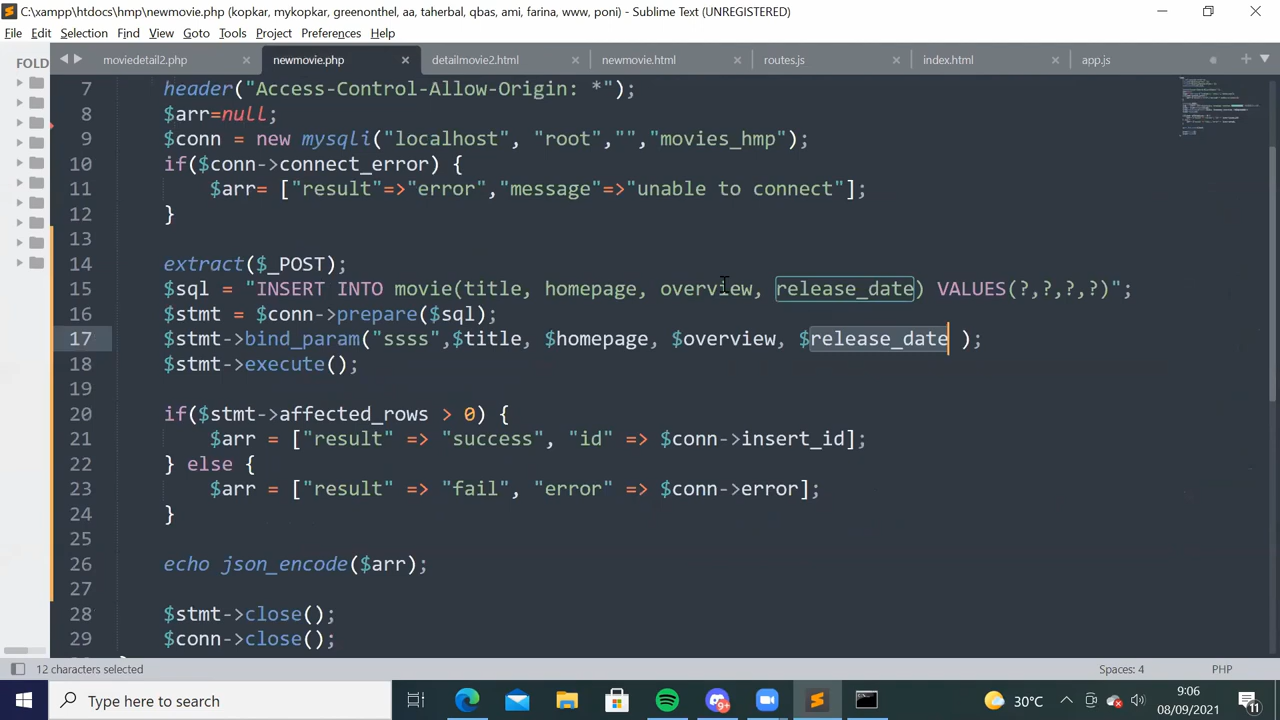 C:\xampp\htdocs\hmp\newmovie.php (kopkar, mykopkar, greenonthel, aa, taherbal, qbas, ami, farina, www, poni) - Sublime Text (UNREGISTERED)
File Edit Selection Find View Goto Tools Project Preferences Help
FOLD
moviedetail2.php newmovie.php detailmovie2.html newmovie.html routes.js index.html app.js
7 header("Access-Control-Allow-Origin: *");
8 $arr=null;
9 $conn = new mysqli("localhost", "root","","movies_hmp");
10 if($conn->connect_error) {
11 $arr= ["result"=>"error","message"=>"unable to connect"];
12 }
13
14 extract($_POST);
15 $sql = "INSERT INTO movie(title, homepage, overview, release_date) VALUES(?,?,?,?)";
16 $stmt = $conn->prepare($sql);
17 $stmt->bind_param("ssss",$title, $homepage, $overview, $release_date );
18 $stmt->execute();
19
20 if($stmt->affected_rows > 0) {
21 $arr = ["result" => "success", "id" => $conn->insert_id];
22 } else {
23 $arr = ["result" => "fail", "error" => $conn->error];
24 }
25
26 echo json_encode($arr);
27
28 $stmt->close();
29 $conn->close();
12 characters selected Spaces: 4 PHP
Type here to search 9+ 30°C 9:06
08/09/2021 11